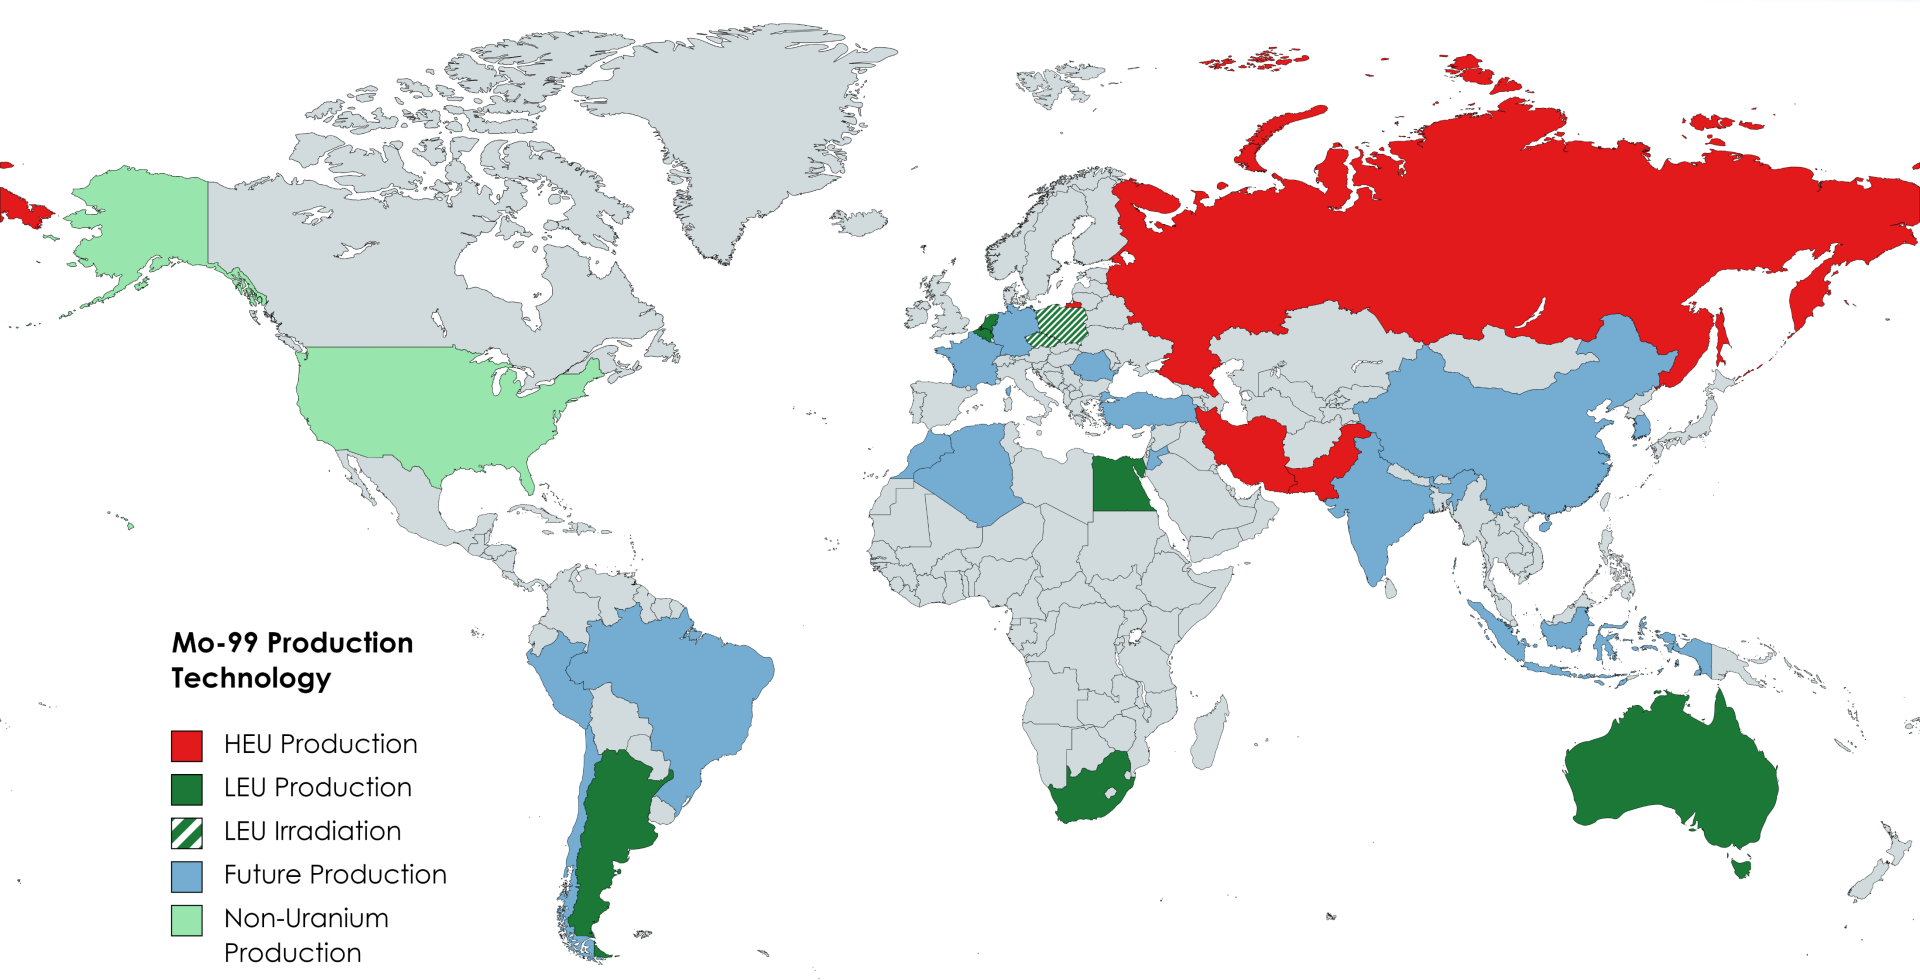 Mo-99 Production
Technology
HEU Production
LEU Production
LEU Irradiation
Future Production
Non-Uranium
Production